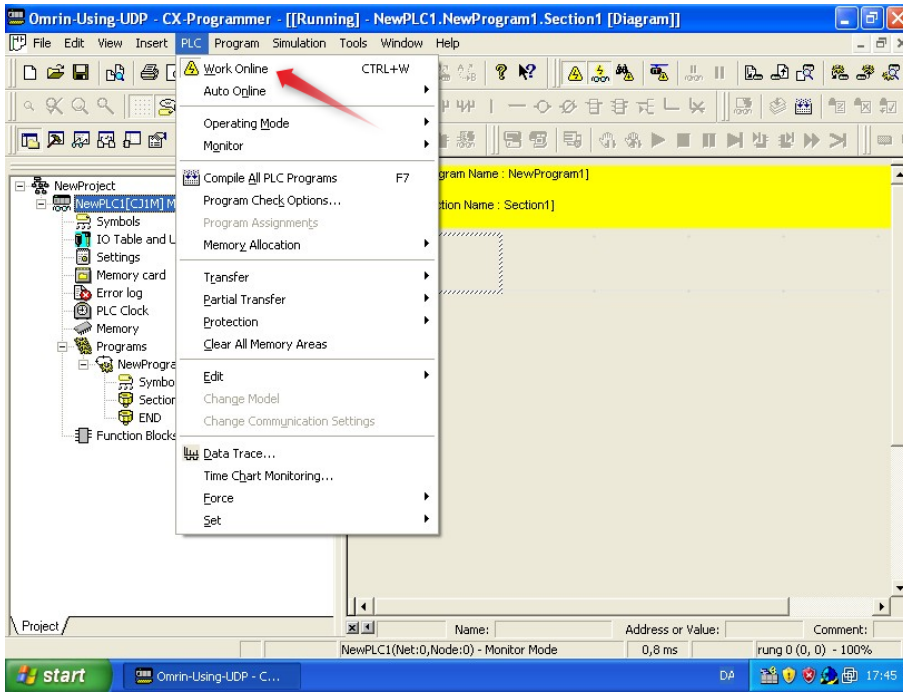 Omrin-Using-UDP - CX-Programmer - [[Running] - NewPLC1.NewProgram1.Section1 [Diagram]]
File Edit View Insert PLC Program Simulation Tools Window Help
Work Online CTRL+W
Auto Online
Operating Mode
Monitor
Compile All PLC Programs F7
Program Check Options...
Program Assignments
Memory Allocation
Transfer
Partial Transfer
Protection
Clear All Memory Areas
Edit
Change Model
Change Communication Settings
Data Trace...
Time Chart Monitoring...
Force
Set
NewProject
NewPLC1[CJ1M] M
Symbols
IO Table and U
Settings
Memory card
Error log
PLC Clock
Memory
Programs
NewProgra
Symbo
Section
END
Function Blocks
gram Name : NewProgram1]
tion Name : Section1]
Project
Name: Address or Value: Comment:
NewPLC1(Net:0,Node:0) - Monitor Mode 0,8 ms rung 0 (0, 0) - 100%
start Omrin-Using-UDP - C... DA 17:45